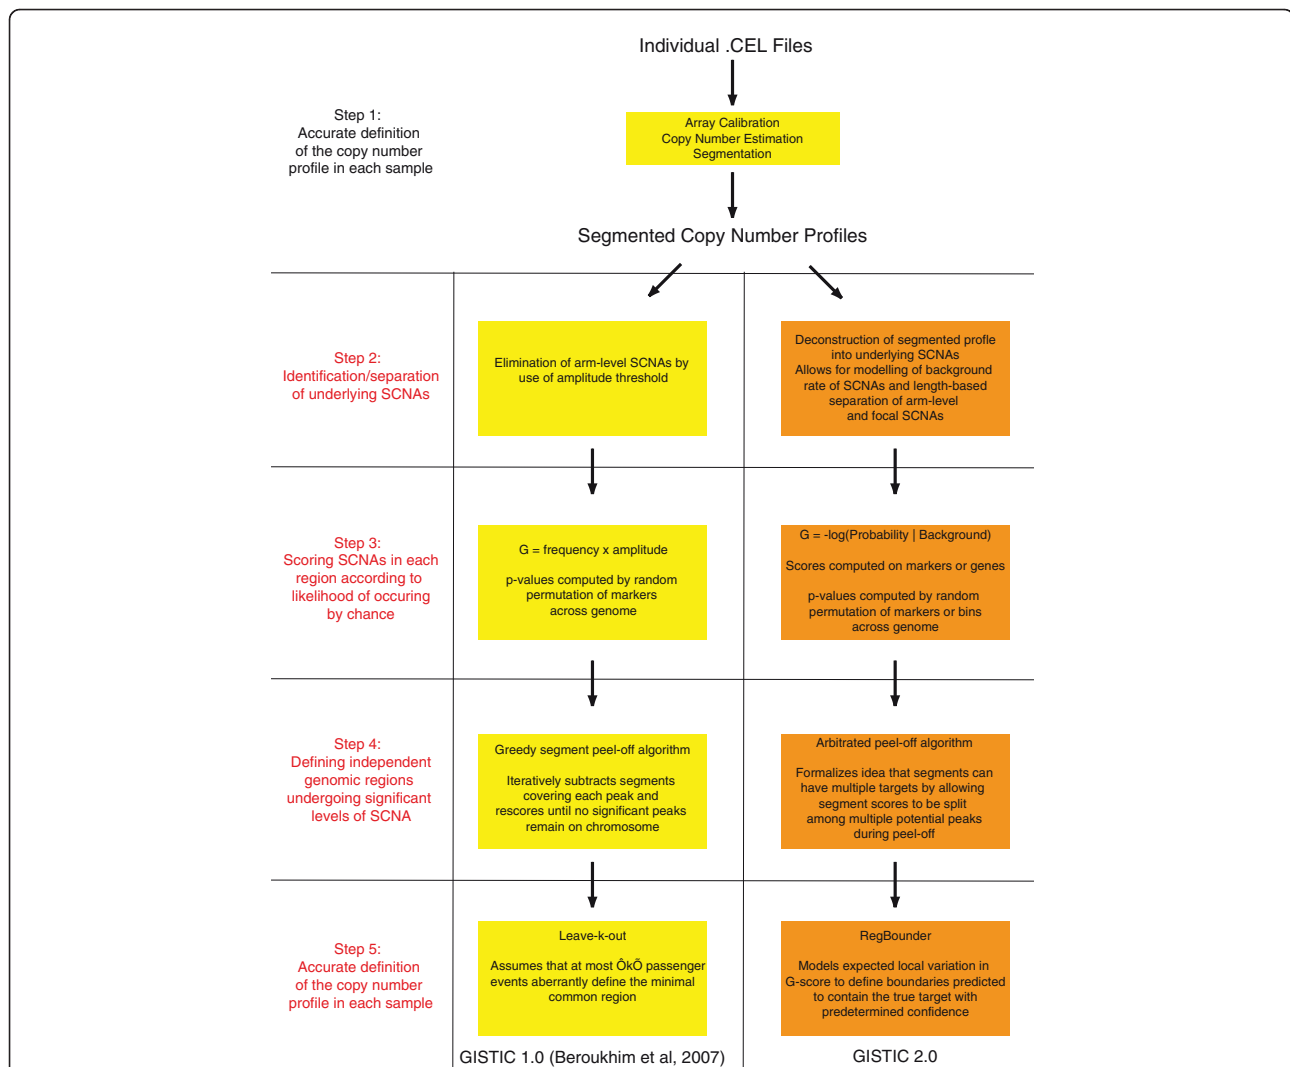 Individual .CEL Files
Step 1:
Accurate definition
of the copy number
profile in each sample
Array Calibration
Copy Number Estimation
Segmentation
Segmented Copy Number Profiles
Step 2:
Identification/separation
of underlying SCNAs
Elimination of arm-level SCNAs by
use of amplitude threshold
Deconstruction of segmented profle
into underlying SCNAs
Allows for modelling of background
rate of SCNAs and length-based
separation of arm-level
and focal SCNAs
Step 3:
Scoring SCNAs in each
region according to
likelihood of occuring
by chance
G = frequency x amplitude
p-values computed by random
permutation of markers
across genome
G = -log(Probability | Background)
Scores computed on markers or genes
p-values computed by random
permutation of markers or bins
across genome
Step 4:
Defining independent
genomic regions
undergoing significant
levels of SCNA
Greedy segment peel-off algorithm
Iteratively subtracts segments
covering each peak and
rescores until no significant peaks
remain on chromosome
Arbitrated peel-off algorithm
Formalizes idea that segments can
have multiple targets by allowing
segment scores to be split
among multiple potential peaks
during peel-off
Step 5:
Accurate definition
of the copy number
profile in each sample
Leave-k-out
Assumes that at most ÔkÕ passenger
events aberrantly define the minimal
common region
RegBounder
Models expected local variation in
G-score to define boundaries predicted
to contain the true target with
predetermined confidence
GISTIC 1.0 (Beroukhim et al, 2007)
GISTIC 2.0